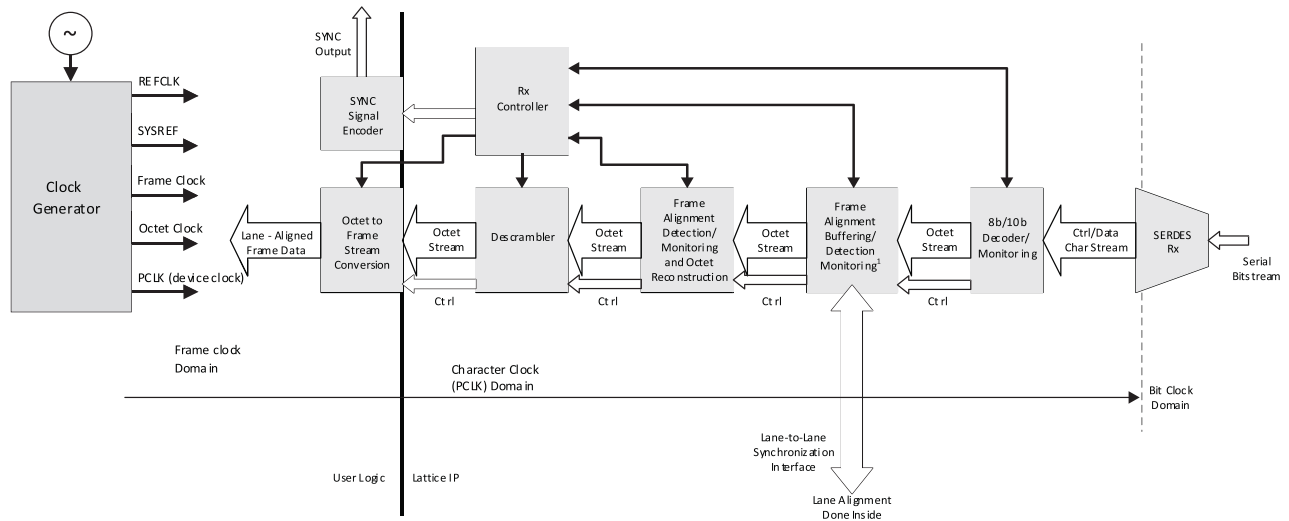 ~
REFCLK
SYSREF
Clock
Generator
Frame Clock
Octet Clock
PCLK (device clock)
SYNC
Output
SYNC
Signal
Encoder
Rx
Controller
Lane - Aligned
Frame Data
Octet to
Frame
Stream
Conversion
Octet
Stream
Ctrl
Descrambler
Octet
Stream
Ctrl
Frame
Alignment
Detection/
Monitoring
and Octet
Reconstruction
Octet
Stream
Ctrl
Frame
Alignment
Buffering/
Detection
Monitoring¹
Octet
Stream
Ctrl
8b/10b
Decoder/
Monitoring
Ctrl/Data
Char Stream
SERDES
Rx
Serial
Bitstream
Frame clock
Domain
Character Clock
(PCLK) Domain
Bit Clock
Domain
Lane-to-Lane
Synchronization
Interface
User Logic
Lattice IP
Lane Alignment
Done Inside